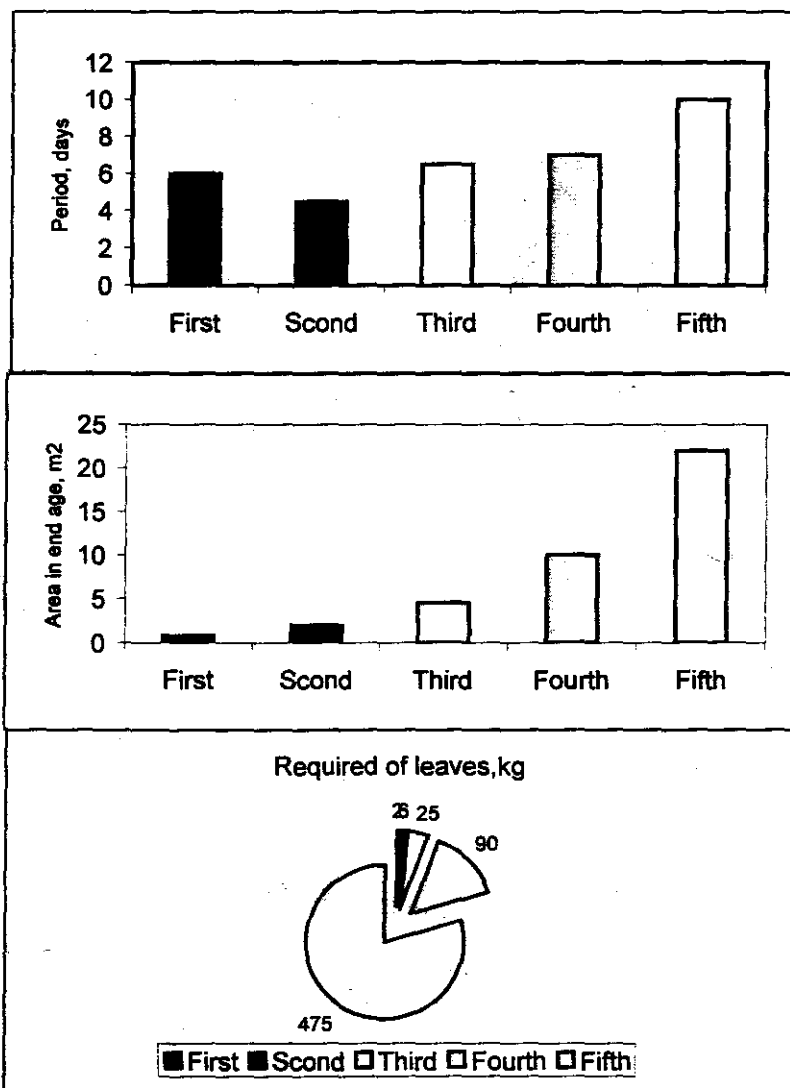 12
10
8
6
4
2
0
Period, days
First Scond Third Fourth Fifth
25
20
15
10
5
0
Area in end age, m2
First Scond Third Fourth Fifth
Required of leaves,kg
26 25
90
475
First Scond Third Fourth Fifth